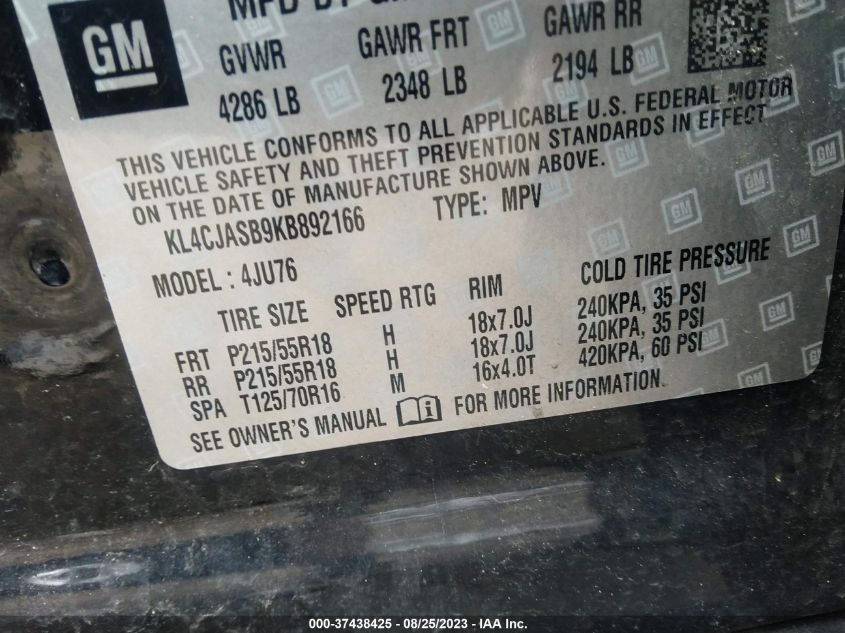 GM
GVWR GAWR FRT GAWR RR
4286 LB 2348 LB 2194 LB
THIS VEHICLE CONFORMS TO ALL APPLICABLE U.S. FEDERAL MOTOR
VEHICLE SAFETY AND THEFT PREVENTION STANDARDS IN EFFECT
ON THE DATE OF MANUFACTURE SHOWN ABOVE.
KL4CJASB9KB892166 TYPE: MPV
MODEL : 4JU76
TIRE SIZE SPEED RTG RIM COLD TIRE PRESSURE
FRT P215/55R18 H 18x7.0J 240KPA, 35 PSI
RR P215/55R18 H 18x7.0J 240KPA, 35 PSI
SPA T125/70R16 M 16x4.0T 420KPA, 60 PSI
SEE OWNER'S MANUAL FOR MORE INFORMATION
000-37438425 - 08/25/2023 - IAA Inc.